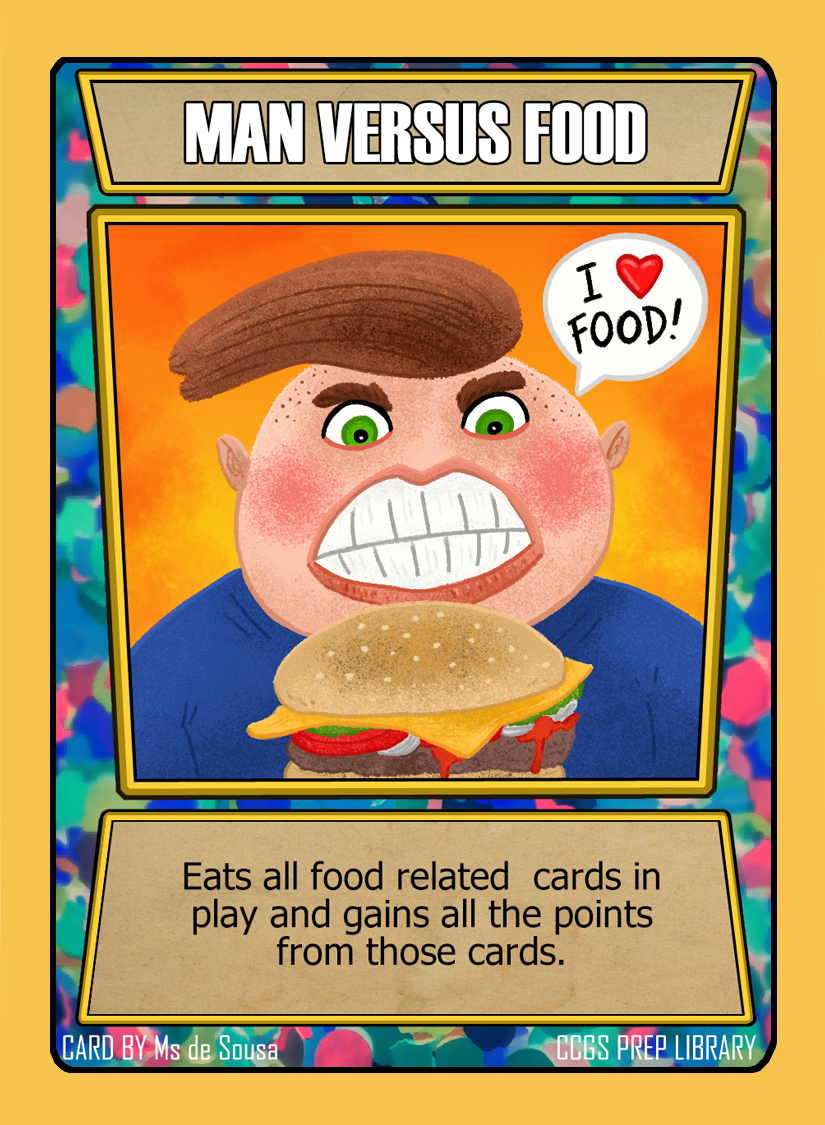 MAN VERSUS FOOD
I ❤
FOOD!
Eats all food related  cards in
play and gains all the points
from those cards.
CARD BY Ms de Sousa
CCGS PREP LIBRARY